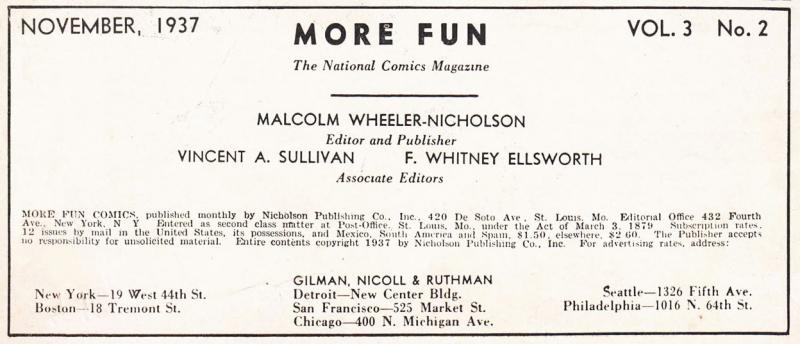 NOVEMBER, 1937 MORE FUN VOL. 3 No. 2
The National Comics Magazine
MALCOLM WHEELER-NICHOLSON
Editor and Publisher
VINCENT A. SULLIVAN F. WHITNEY ELLSWORTH
Associate Editors
MORE FUN COMICS, published monthly by Nicholson Publishing Co., Inc., 420 De Soto Ave., St. Louis, Mo. Editorial Office 432 Fourth
Ave., New York, N Y Entered as second class matter at Post-Office, St. Louis, Mo., under the Act of March 3, 1879 Subscription rates,
12 issues by mail in the United States, its possessions, and Mexico, South America and Spain, $1.50, elsewhere, $2 60. The Publisher accepts
no responsibility for unsolicited material. Entire contents copyright 1937 by Nicholson Publishing Co., Inc. For advertising rates, address:
GILMAN, NICOLL & RUTHMAN
New York—19 West 44th St. Detroit—New Center Bldg. Seattle—1326 Fifth Ave.
Boston—18 Tremont St. San Francisco—525 Market St. Philadelphia—1016 N. 64th St.
Chicago—400 N. Michigan Ave.